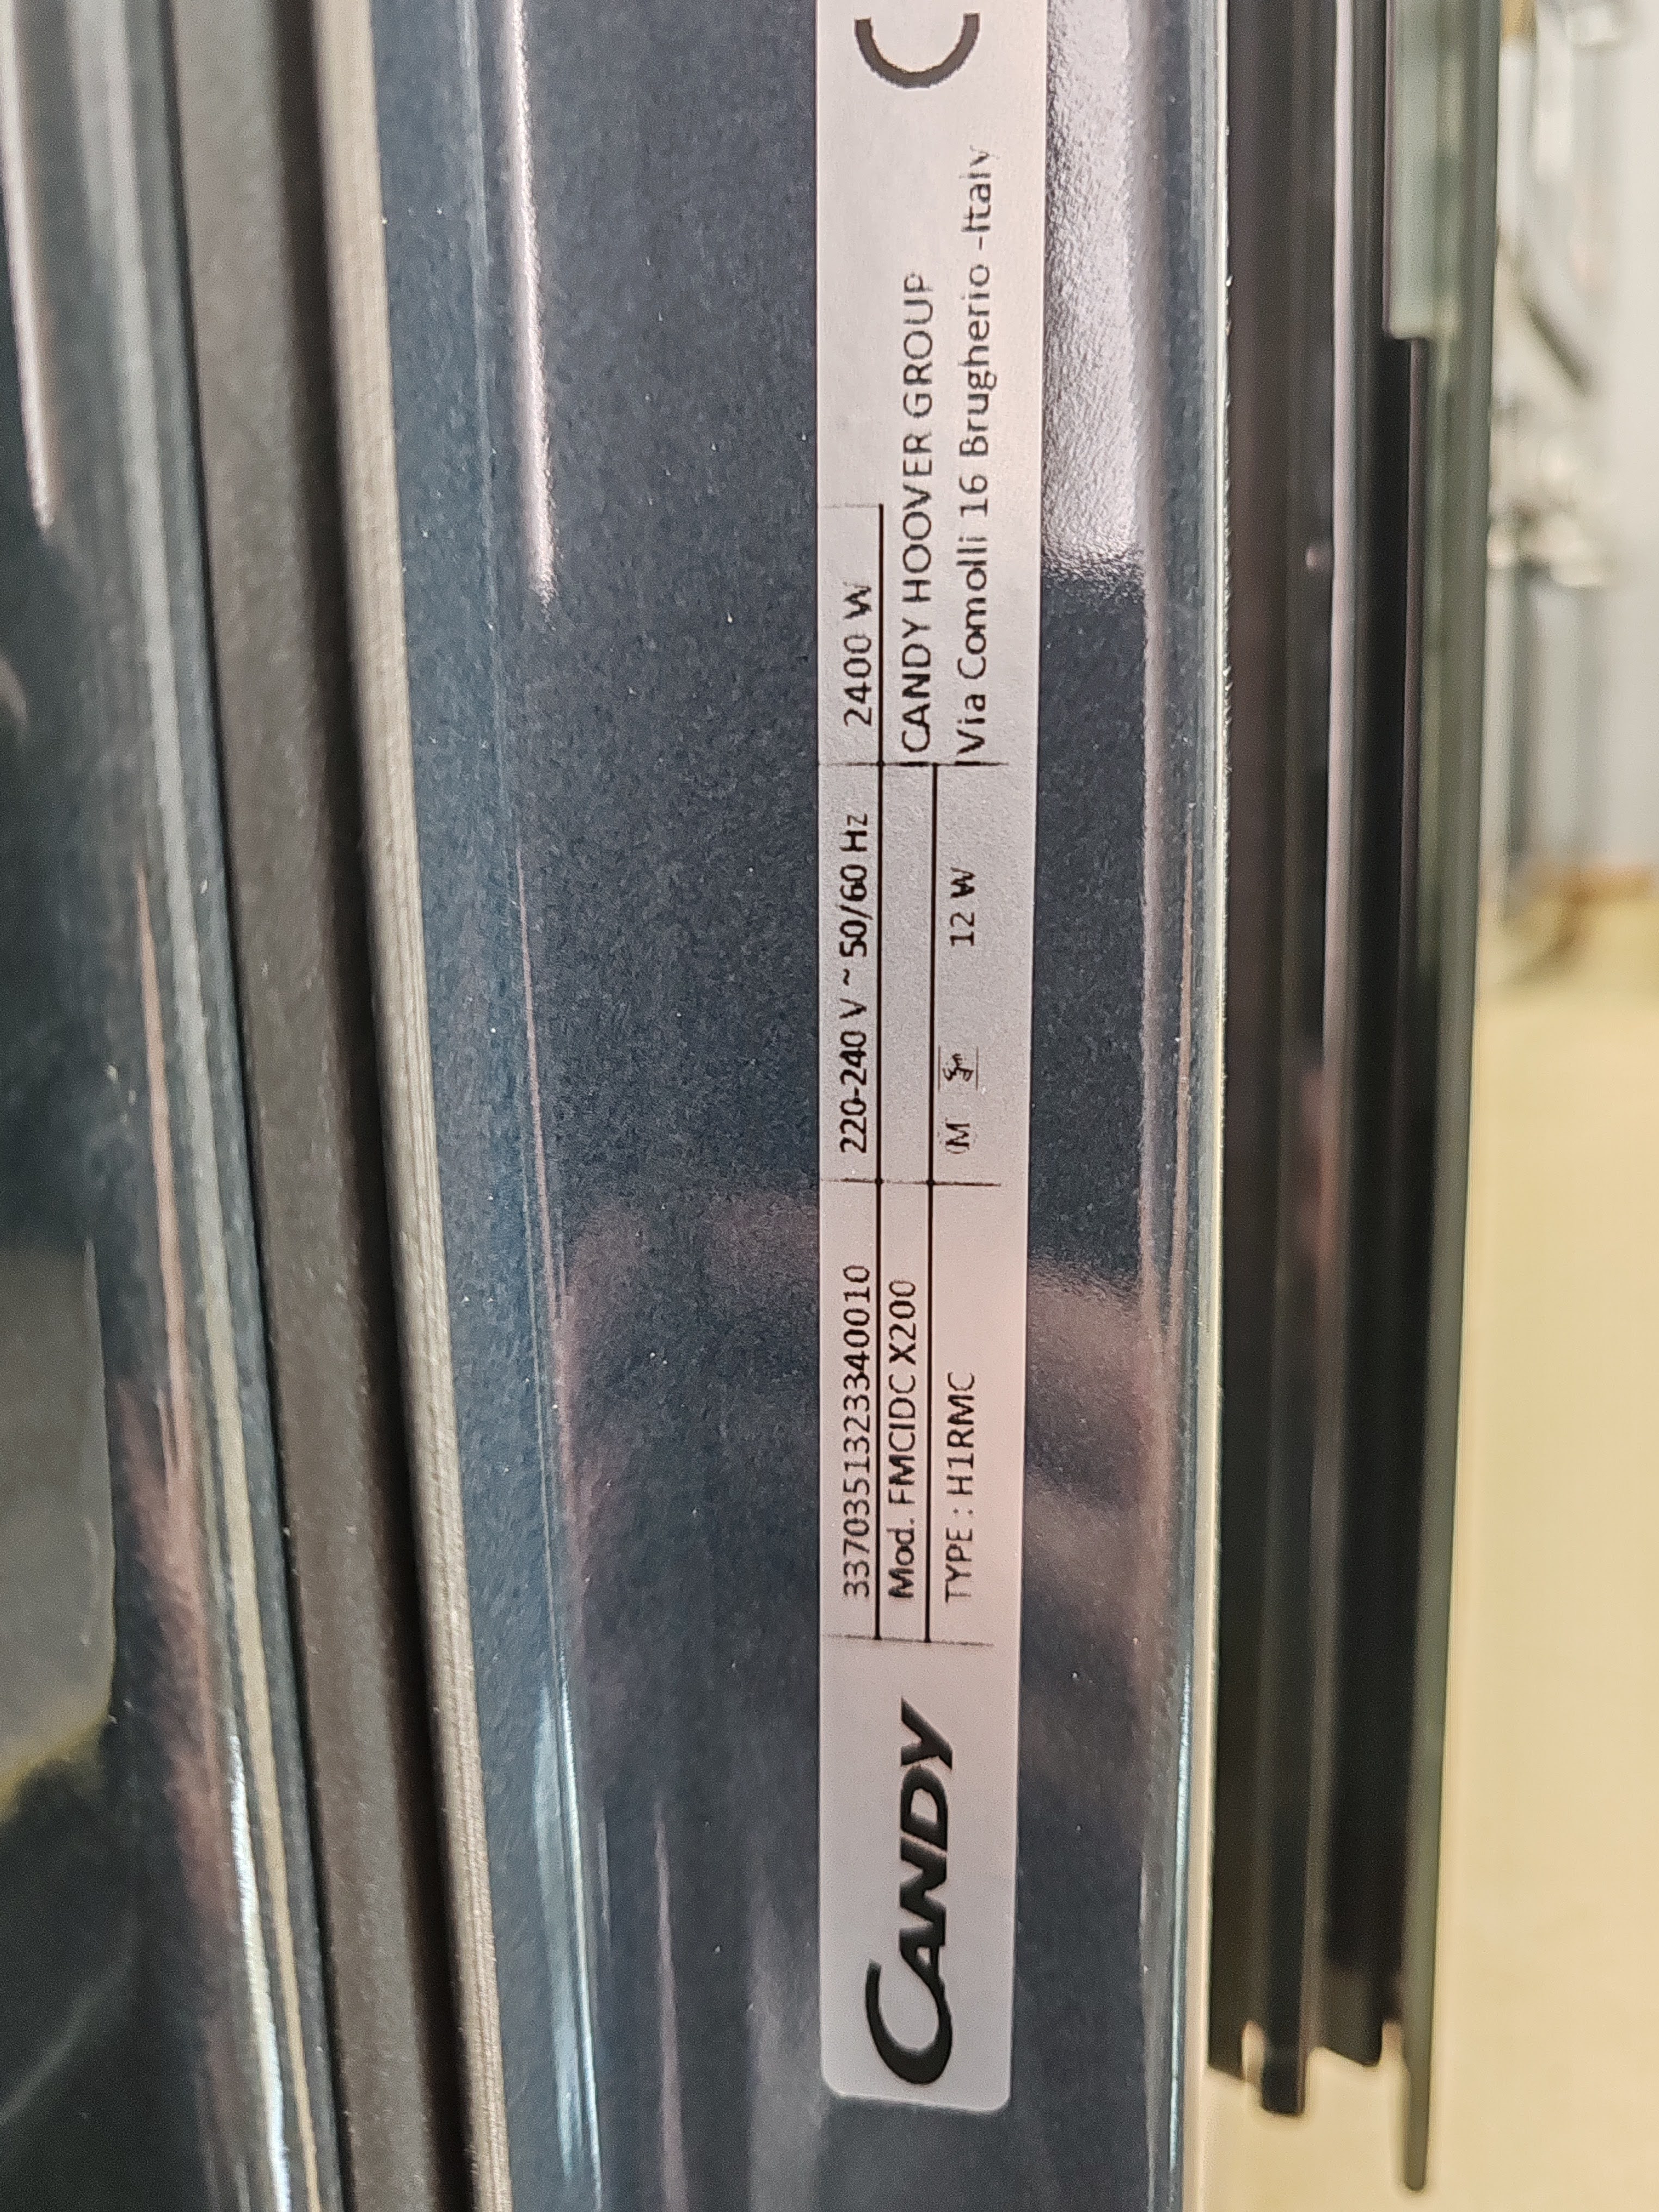 CANDY
3370351323340010
220-240 V ~ 50/60 Hz
2400 W
Mod. FMCIDC X200
CANDY HOOVER GROUP
TYPE : H1RMC
M
12 W
Via Comolli 16 Brugherio -Italy